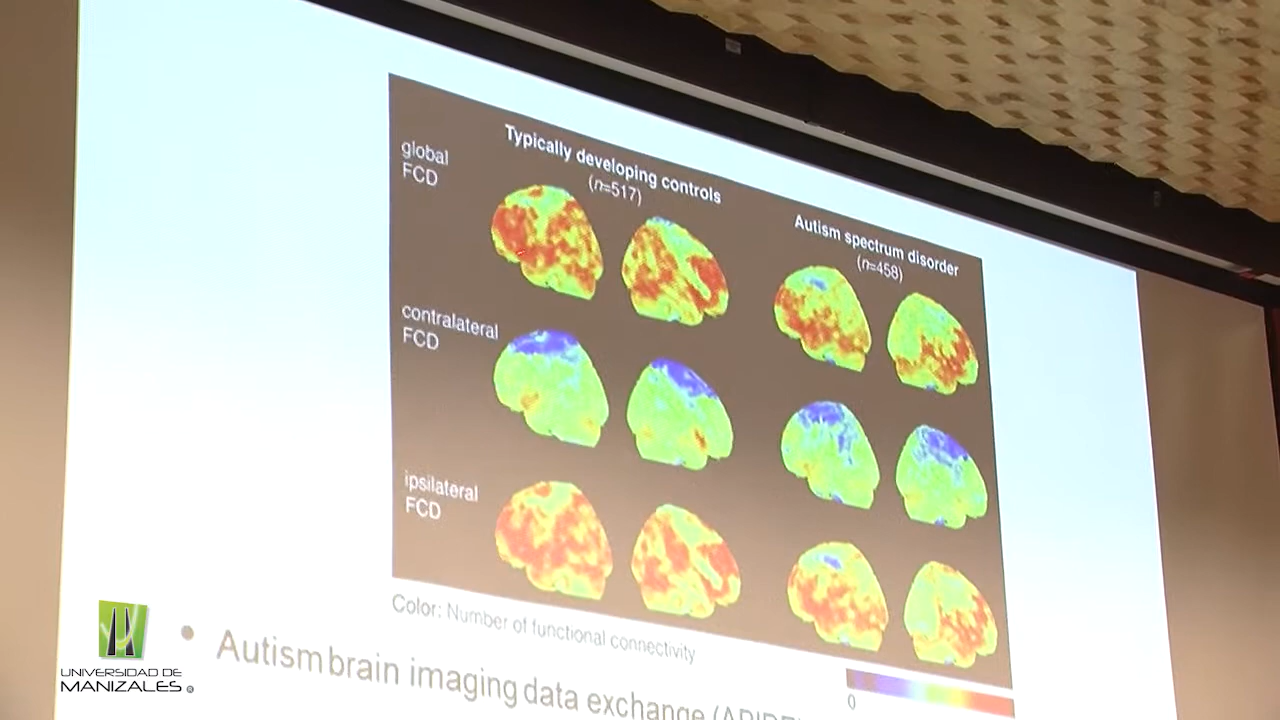 Typically developing controls
(n=517)
Autism spectrum disorder
(n=458)
global
FCD
contralateral
FCD
ipsilateral
FCD
Color: Number of functional connectivity
0
• Autism brain imaging data exchange
UNIVERSIDAD DE
MANIZALES ®